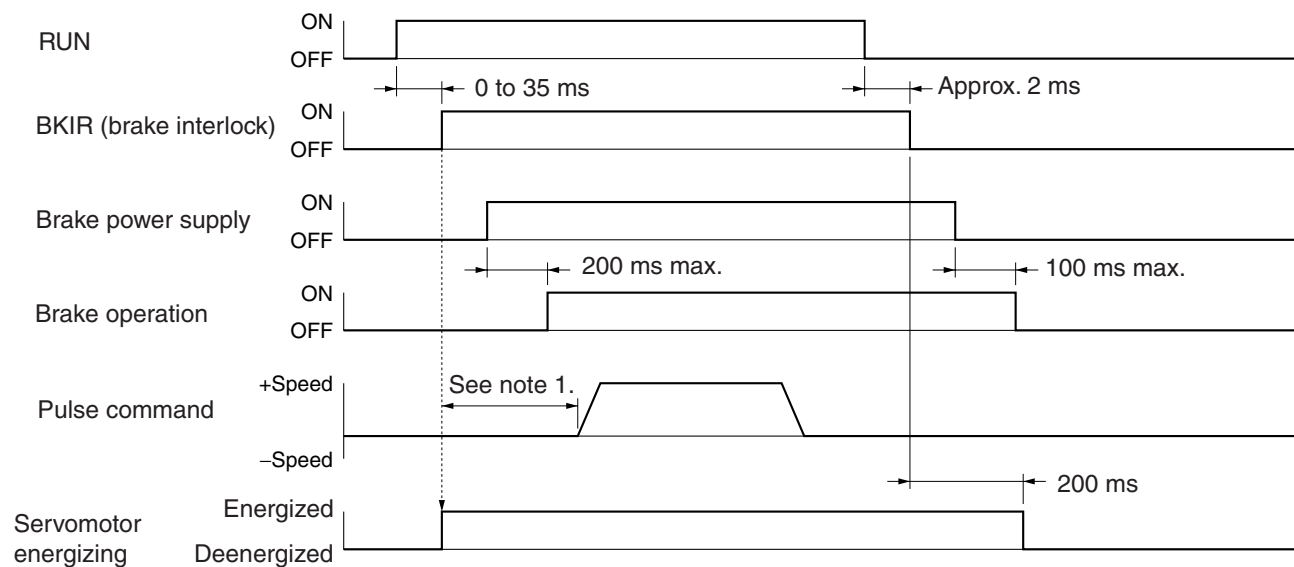 RUN
ON
OFF
0 to 35 ms
Approx. 2 ms
BKIR (brake interlock)
ON
OFF
Brake power supply
ON
OFF
200 ms max.
100 ms max.
Brake operation
ON
OFF
Pulse command
+Speed
See note 1.
−Speed
200 ms
Servomotor
energizing
Energized
Deenergized